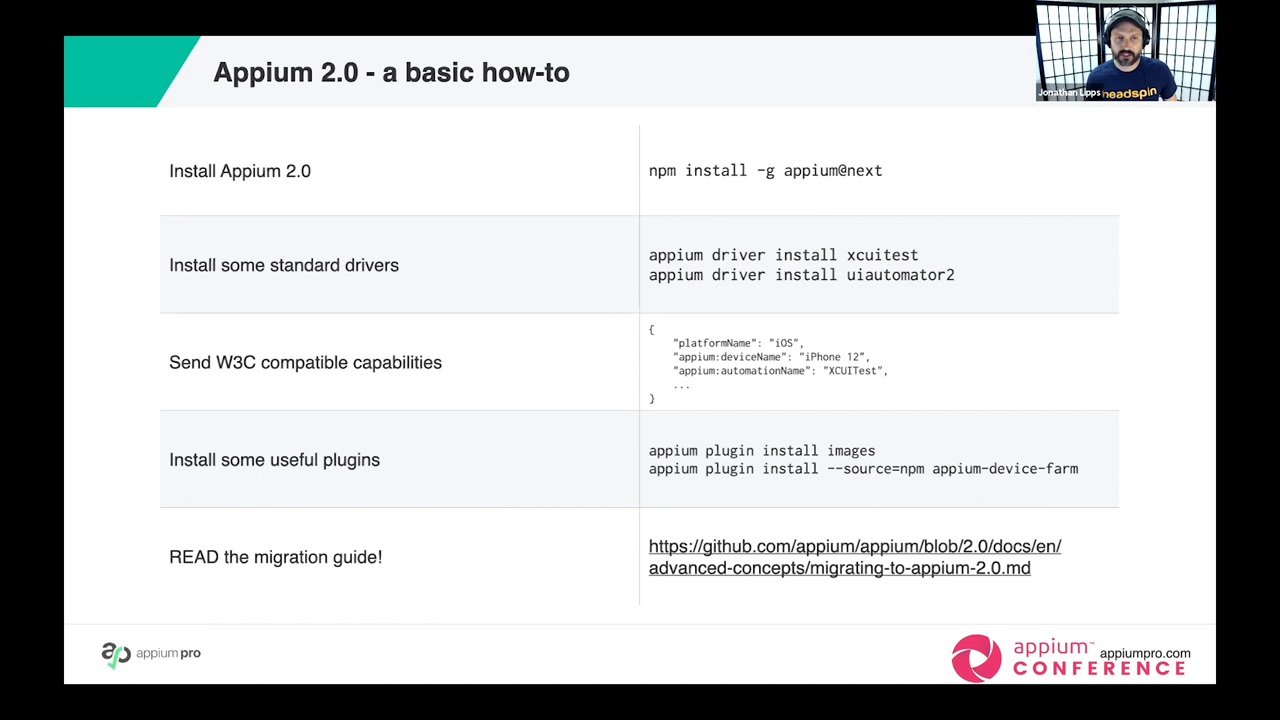 Appium 2.0 - a basic how-to
Jonathan Lipps
headspin
Install Appium 2.0
npm install -g appium@next
Install some standard drivers
appium driver install xcuitest
appium driver install uiautomator2
Send W3C compatible capabilities
{
"platformName": "iOS",
"appium:deviceName": "iPhone 12",
"appium:automationName": "XCUITest",
...
}
Install some useful plugins
appium plugin install images
appium plugin install --source=npm appium-device-farm
READ the migration guide!
https://github.com/appium/appium/blob/2.0/docs/en/
advanced-concepts/migrating-to-appium-2.0.md
ap appium pro
appium™
CONFERENCE
appiumpro.com